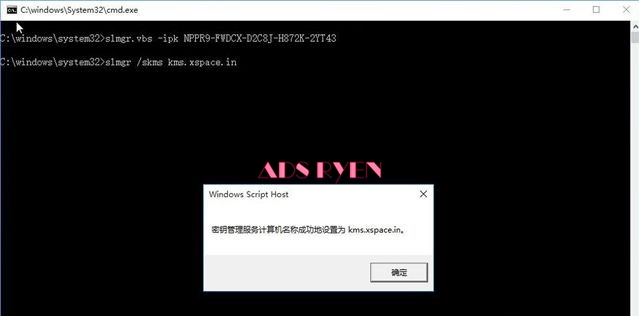 C:\windows\System32\cmd.exe
C:\windows\system32>slmgr.vbs -ipk NPPR9-FWDCX-D2C8J-H872K-2YT43
C:\windows\system32>slmgr /skms kms.xspace.in
ADS RYEN
Windows Script Host
密钥管理服务计算机名称成功地设置为 kms.xspace.in。
确定